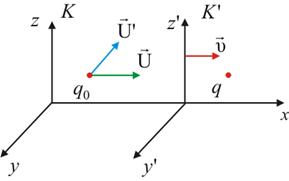 z K U⃗' z' K'
U⃗ υ⃗
q₀ q
x
y y'